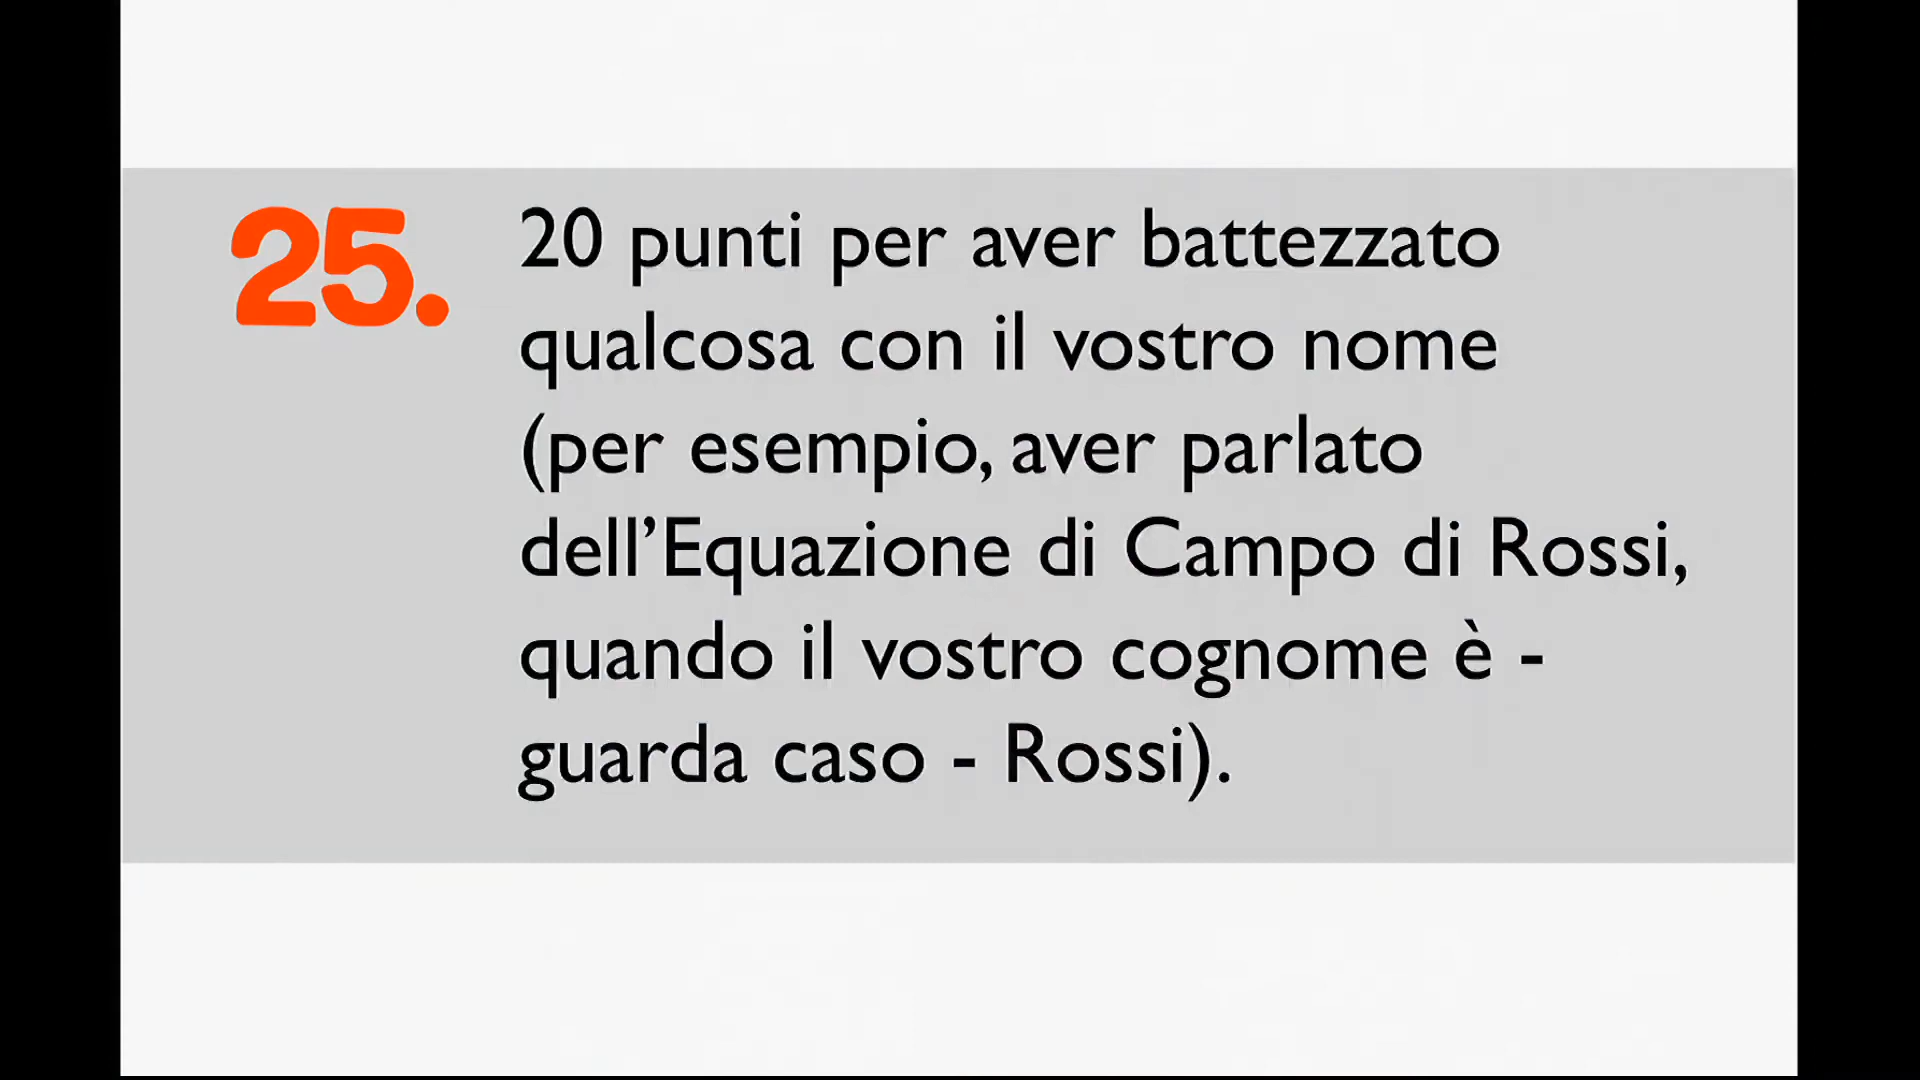 25. 20 punti per aver battezzato
qualcosa con il vostro nome
(per esempio, aver parlato
dell’Equazione di Campo di Rossi,
quando il vostro cognome è -
guarda caso - Rossi).